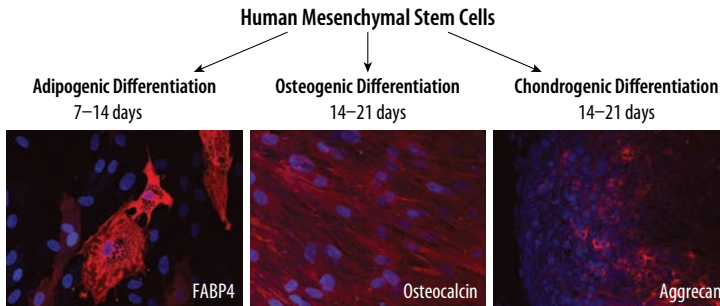 Human Mesenchymal Stem Cells
Adipogenic Differentiation
7–14 days
Osteogenic Differentiation
14–21 days
Chondrogenic Differentiation
14–21 days
FABP4
Osteocalcin
Aggrecan